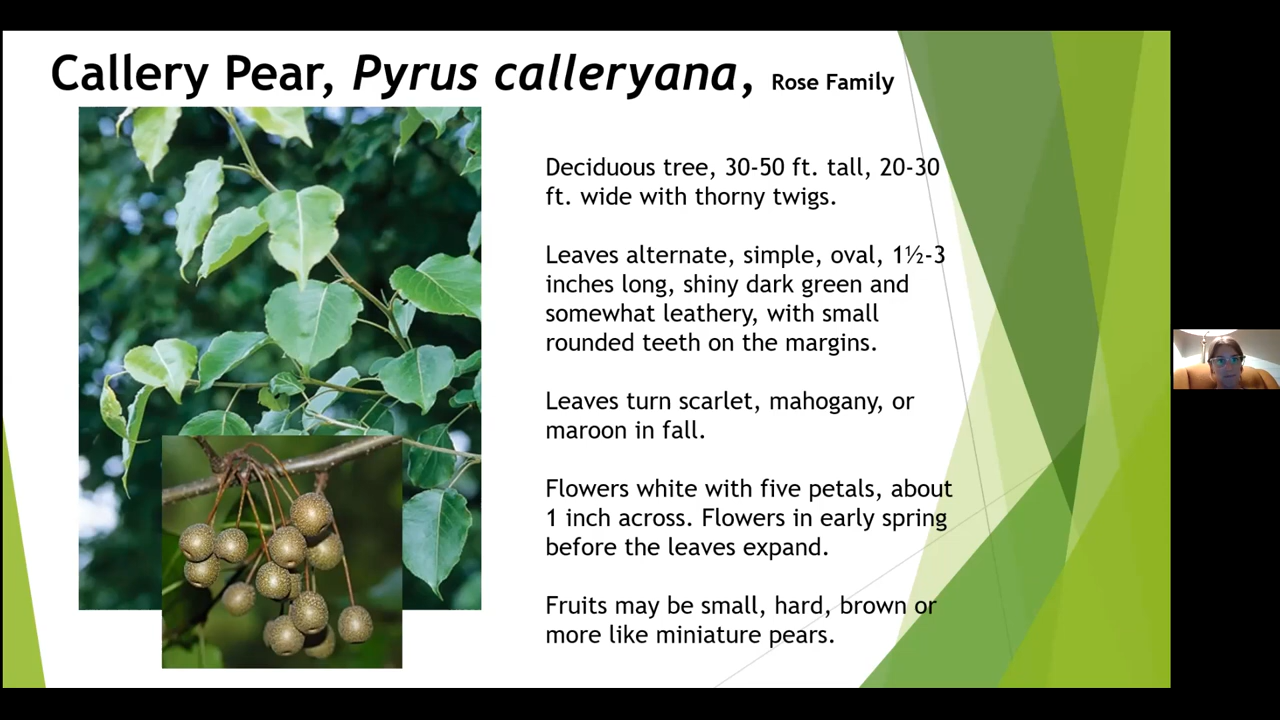 Callery Pear, Pyrus calleryana, Rose Family
Deciduous tree, 30-50 ft. tall, 20-30
ft. wide with thorny twigs.
Leaves alternate, simple, oval, 1½-3
inches long, shiny dark green and
somewhat leathery, with small
rounded teeth on the margins.
Leaves turn scarlet, mahogany, or
maroon in fall.
Flowers white with five petals, about
1 inch across. Flowers in early spring
before the leaves expand.
Fruits may be small, hard, brown or
more like miniature pears.